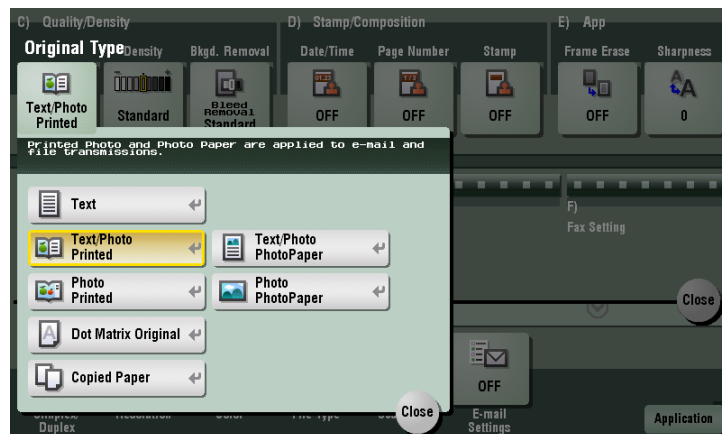 C) Quality/Density
D) Stamp/Composition
E) App
Original Type
Density
Bkgd. Removal
Date/Time
Page Number
Stamp
Frame Erase
Sharpness
Text/Photo
Printed
Standard
Bleed
Removal
Standard
OFF
OFF
OFF
OFF
0
Printed Photo and Photo Paper are applied to e-mail and
file transmissions.
Text
Text/Photo
Printed
Text/Photo
PhotoPaper
Photo
Printed
Photo
PhotoPaper
Dot Matrix Original
Copied Paper
Close
F)
Fax Setting
Close
OFF
Duplex
E-mail
Settings
Application